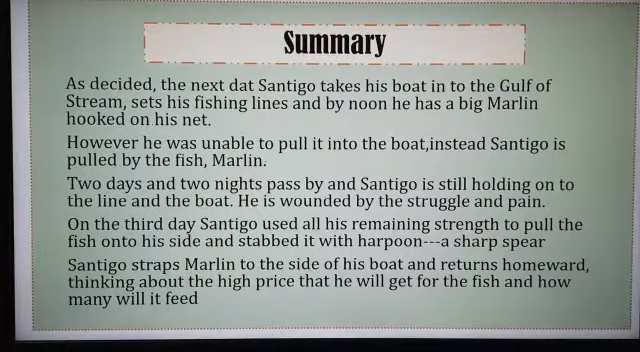 Summary
As decided, the next dat Santigo takes his boat in to the Gulf of
Stream, sets his fishing lines and by noon he has a big Marlin
hooked on his net.
However he was unable to pull it into the boat,instead Santigo is
pulled by the fish, Marlin.
Two days and two nights pass by and Santigo is still holding on to
the line and the boat. He is wounded by the struggle and pain.
On the third day Santigo used all his remaining strength to pull the
fish onto his side and stabbed it with harpoon---a sharp spear
Santigo straps Marlin to the side of his boat and returns homeward,
thinking about the high price that he will get for the fish and how
many will it feed